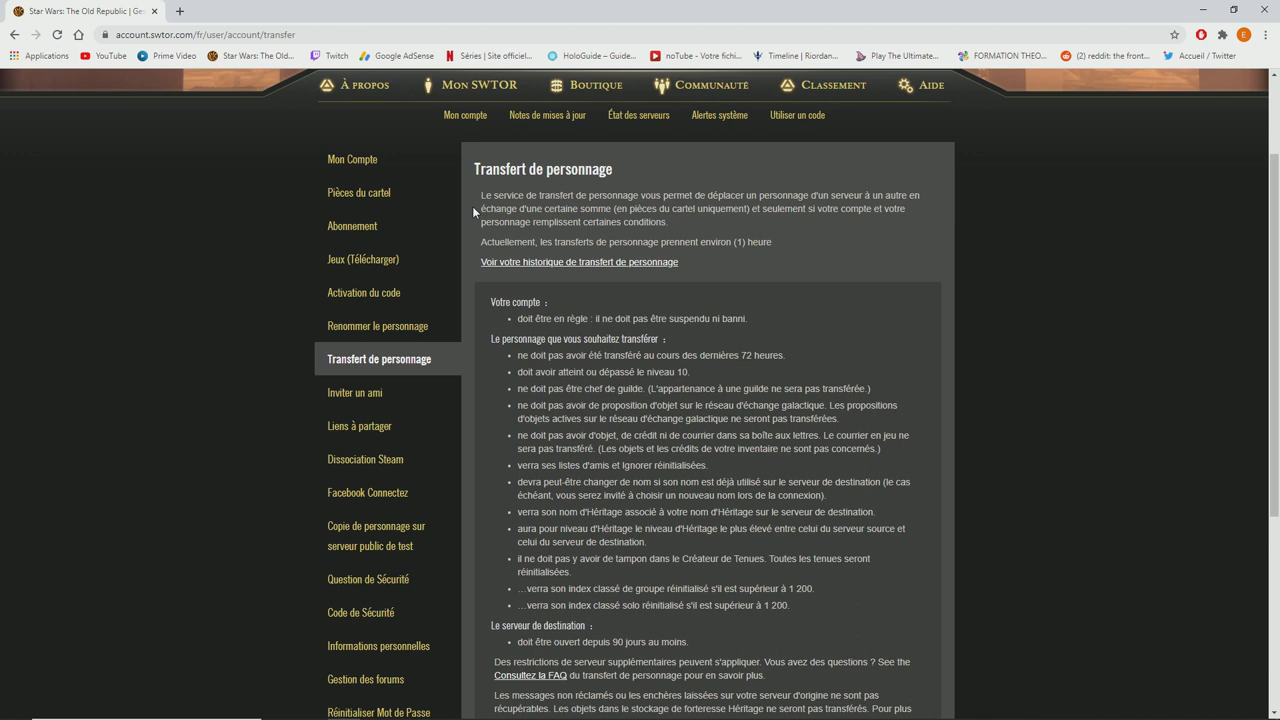 Star Wars: The Old Republic | Ges
account.swtor.com/fr/user/account/transfer
E
Applications
YouTube
Prime Video
Star Wars: The Old...
Twitch
Google AdSense
Séries | Site officiel...
HoloGuide – Guide...
noTube - Votre fichi...
Timeline | Riordan...
Play The Ultimate...
FORMATION THEO...
(2) reddit: the front...
Accueil / Twitter
À propos
Mon SWTOR
Boutique
Communauté
Classement
Aide
Mon compte
Notes de mises à jour
État des serveurs
Alertes système
Utiliser un code
Mon Compte
Pièces du cartel
Abonnement
Jeux (Télécharger)
Activation du code
Renommer le personnage
Transfert de personnage
Inviter un ami
Liens à partager
Dissociation Steam
Facebook Connectez
Copie de personnage sur
serveur public de test
Question de Sécurité
Code de Sécurité
Informations personnelles
Gestion des forums
Réinitialiser Mot de Passe
Transfert de personnage
Le service de transfert de personnage vous permet de déplacer un personnage d'un serveur à un autre en
échange d'une certaine somme (en pièces du cartel uniquement) et seulement si votre compte et votre
personnage remplissent certaines conditions.
Actuellement, les transferts de personnage prennent environ (1) heure
Voir votre historique de transfert de personnage
Votre compte :
• doit être en règle : il ne doit pas être suspendu ni banni.
Le personnage que vous souhaitez transférer :
• ne doit pas avoir été transféré au cours des dernières 72 heures.
• doit avoir atteint ou dépassé le niveau 10.
• ne doit pas être chef de guilde. (L'appartenance à une guilde ne sera pas transférée.)
• ne doit pas avoir de proposition d'objet sur le réseau d'échange galactique. Les propositions
d'objets actives sur le réseau d'échange galactique ne seront pas transférées.
• ne doit pas avoir d'objet, de crédit ni de courrier dans sa boîte aux lettres. Le courrier en jeu ne
sera pas transféré. (Les objets et les crédits de votre inventaire ne sont pas concernés.)
• verra ses listes d'amis et Ignorer réinitialisées.
• devra peut-être changer de nom si son nom est déjà utilisé sur le serveur de destination (le cas
échéant, vous serez invité à choisir un nouveau nom lors de la connexion).
• verra son nom d'Héritage associé à votre nom d'Héritage sur le serveur de destination.
• aura pour niveau d'Héritage le niveau d'Héritage le plus élevé entre celui du serveur source et
celui du serveur de destination.
• il ne doit pas y avoir de tampon dans le Créateur de Tenues. Toutes les tenues seront
réinitialisées.
• …verra son index classé de groupe réinitialisé s'il est supérieur à 1 200.
• …verra son index classé solo réinitialisé s'il est supérieur à 1 200.
Le serveur de destination :
• doit être ouvert depuis 90 jours au moins.
Des restrictions de serveur supplémentaires peuvent s'appliquer. Vous avez des questions ? See the
Consultez la FAQ du transfert de personnage pour en savoir plus.
Les messages non réclamés ou les enchères laissées sur votre serveur d'origine ne sont pas
récupérables. Les objets dans le stockage de forteresse Héritage ne seront pas transférés. Pour plus